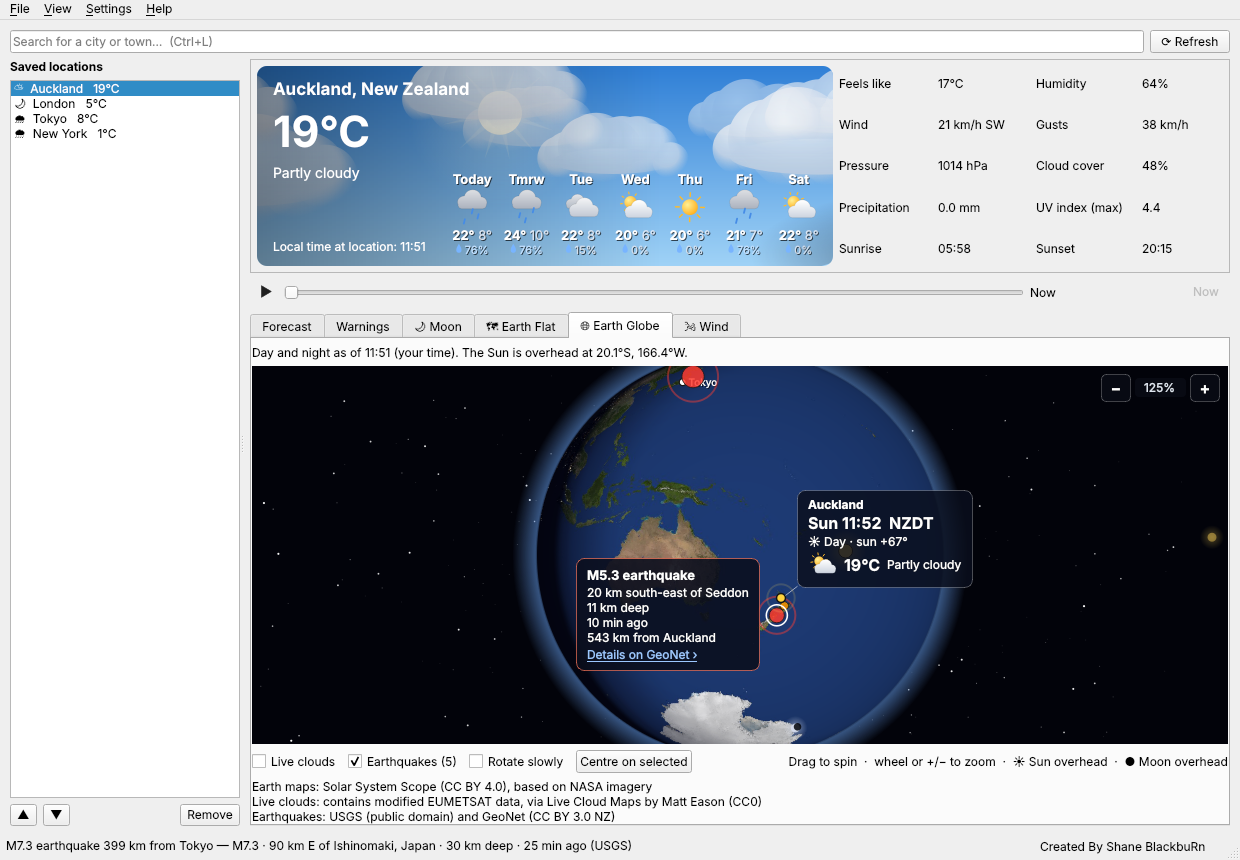 File View Settings Help
Search for a city or town... (Ctrl+L)
⟳ Refresh
Saved locations
Auckland 19°C
London 5°C
Tokyo 8°C
New York 1°C
Remove
Auckland, New Zealand
19°C
Partly cloudy
Local time at location: 11:51
Today Tmrw Tue Wed Thu Fri Sat
22° 8° 24° 10° 22° 8° 20° 6° 20° 6° 21° 7° 22° 8°
76% 76% 15% 0% 0% 76% 0%
Feels like 17°C Humidity 64%
Wind 21 km/h SW Gusts 38 km/h
Pressure 1014 hPa Cloud cover 48%
Precipitation 0.0 mm UV index (max) 4.4
Sunrise 05:58 Sunset 20:15
Now
Now
Forecast Warnings Moon Earth Flat Earth Globe Wind
Day and night as of 11:51 (your time). The Sun is overhead at 20.1°S, 166.4°W.
Tokyo
− 125% +
Auckland
Sun 11:52 NZDT
☀ Day · sun +67°
19°C Partly cloudy
M5.3 earthquake
20 km south-east of Seddon
11 km deep
10 min ago
543 km from Auckland
Details on GeoNet ›
Live clouds Earthquakes (5) Rotate slowly Centre on selected
Drag to spin · wheel or +/− to zoom · ☀ Sun overhead · ● Moon overhead
Earth maps: Solar System Scope (CC BY 4.0), based on NASA imagery
Live clouds: contains modified EUMETSAT data, via Live Cloud Maps by Matt Eason (CC0)
Earthquakes: USGS (public domain) and GeoNet (CC BY 3.0 NZ)
M7.3 earthquake 399 km from Tokyo — M7.3 · 90 km E of Ishinomaki, Japan · 30 km deep · 25 min ago (USGS)
Created By Shane BlackbuRn